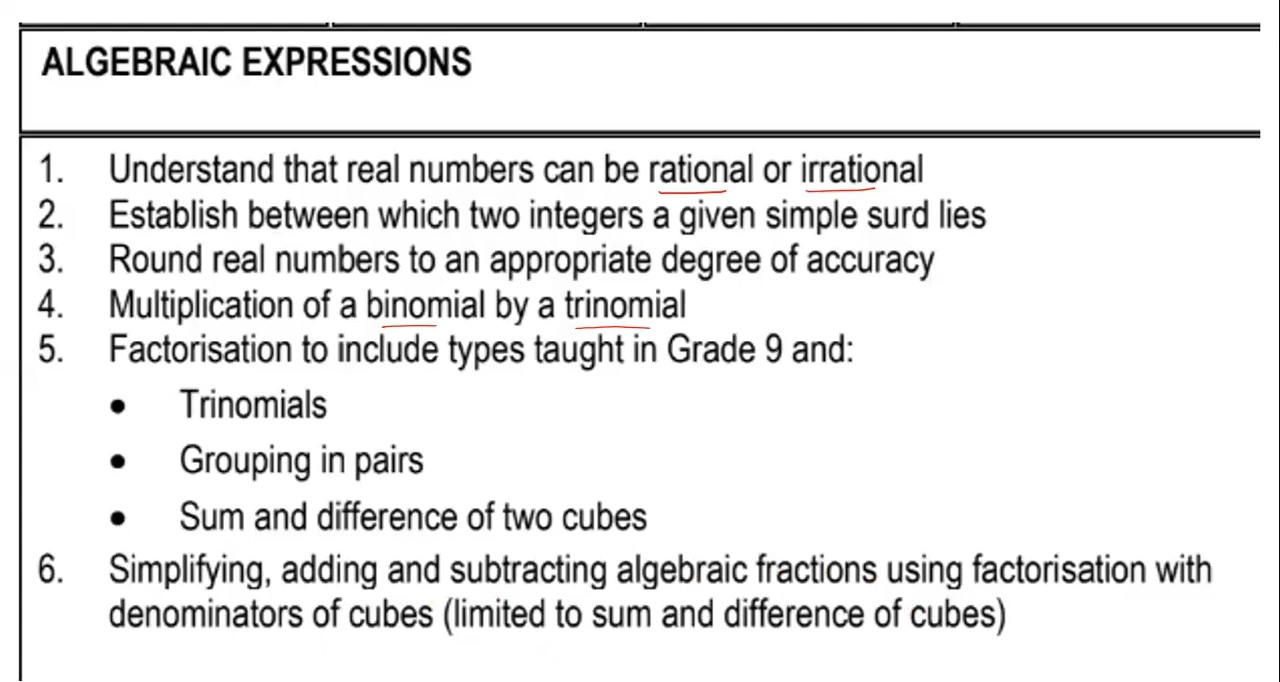 ALGEBRAIC EXPRESSIONS
1. Understand that real numbers can be rational or irrational
2. Establish between which two integers a given simple surd lies
3. Round real numbers to an appropriate degree of accuracy
4. Multiplication of a binomial by a trinomial
5. Factorisation to include types taught in Grade 9 and:
• Trinomials
• Grouping in pairs
• Sum and difference of two cubes
6. Simplifying, adding and subtracting algebraic fractions using factorisation with
denominators of cubes (limited to sum and difference of cubes)